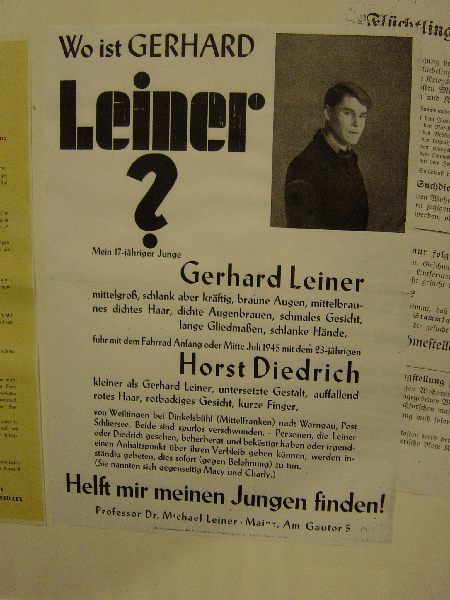 Wo ist GERHARD
Leiner
?
Mein 17-jähriger Junge
Gerhard Leiner
mittelgroß, schlank aber kräftig, braune Augen, mittelbrau-
nes dichtes Haar, dichte Augenbrauen, schmales Gesicht,
lange Gliedmaßen, schlanke Hände,
fuhr mit dem Fahrrad Anfang oder Mitte Juli 1945 mit dem 23-jährigen
Horst Diedrich
kleiner als Gerhard Leiner, untersetzte Gestalt, auffallend
rotes Haar, rotbackiges Gesicht, kurze Finger,
von Weiltingen bei Dinkelsbühl (Mittelfranken) nach Warngau, Post
Schliersee. Beide sind spurlos verschwunden. - Personen, die Leiner
oder Diedrich gesehen, beherbergt und beköstigt haben oder irgend-
einen Anhaltspunkt über ihren Verbleib geben können, werden in-
ständig gebeten, dies sofort (gegen Belohnung) zu tun.
(Sie nannten sich gegenseitig Macy und Charly.)
Helft mir meinen Jungen finden!
Professor Dr. Michael Leiner - Mainz, Am Gautor 5
Flüchtling
Suchdie
nur folg